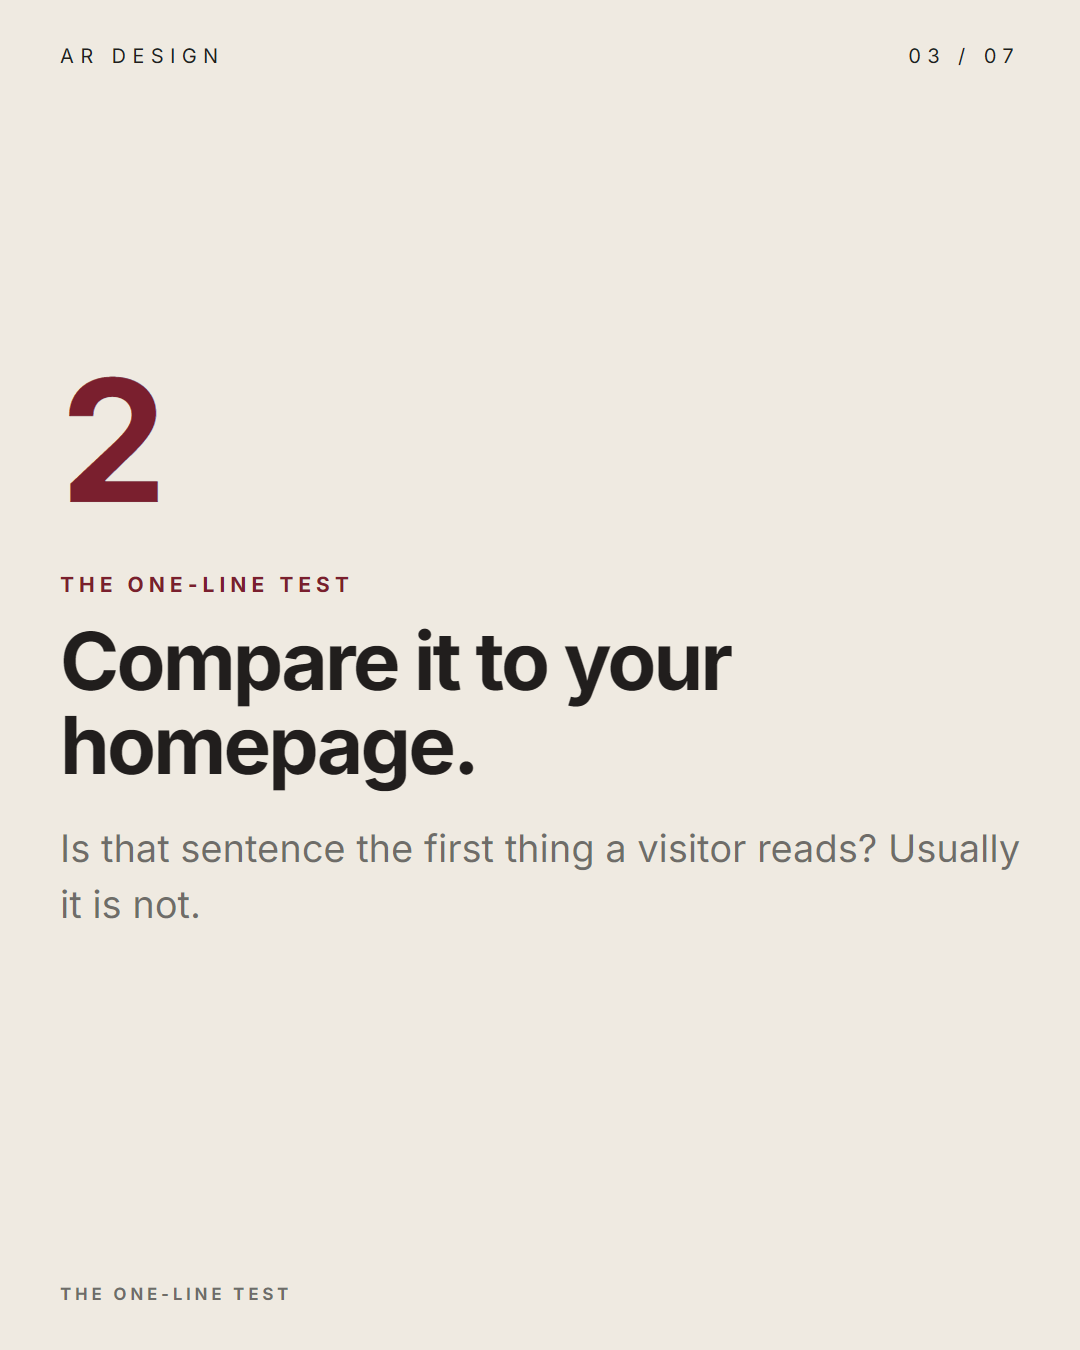 AR DESIGN
03 / 07
2
THE ONE-LINE TEST
Compare it to your
homepage.
Is that sentence the first thing a visitor reads? Usually
it is not.
THE ONE-LINE TEST